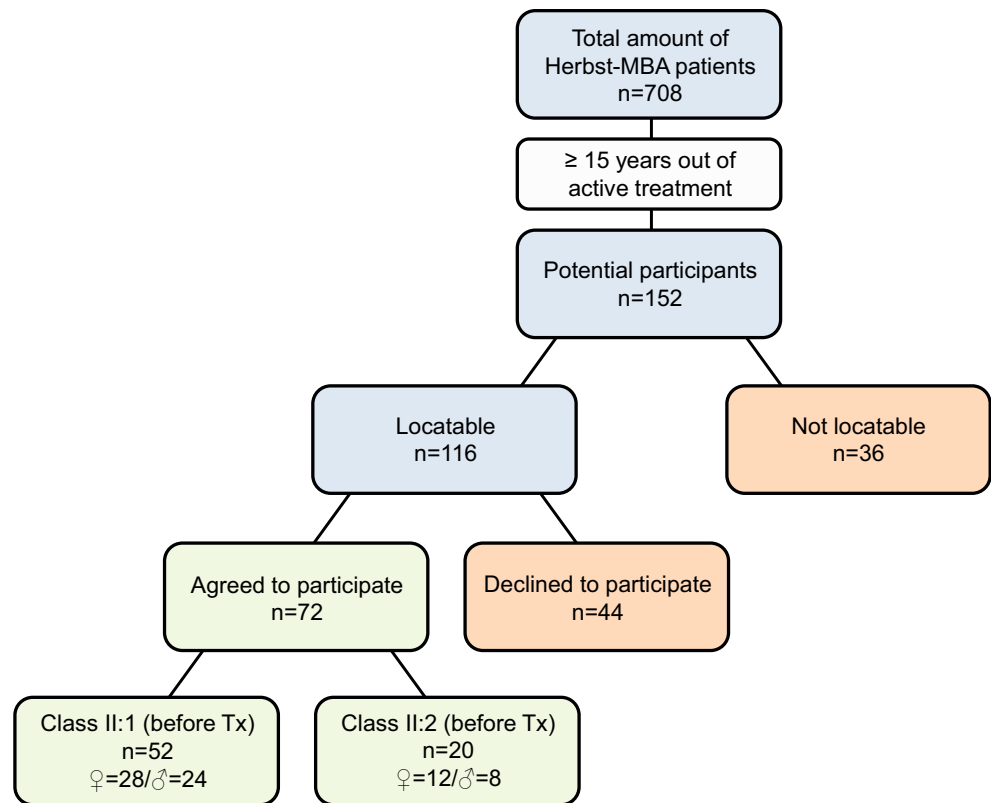 Total amount of
Herbst-MBA patients
n=708
≥ 15 years out of
active treatment
Potential participants
n=152
Locatable
n=116
Not locatable
n=36
Agreed to participate
n=72
Declined to participate
n=44
Class II:1 (before Tx)
n=52
♀=28/♂=24
Class II:2 (before Tx)
n=20
♀=12/♂=8